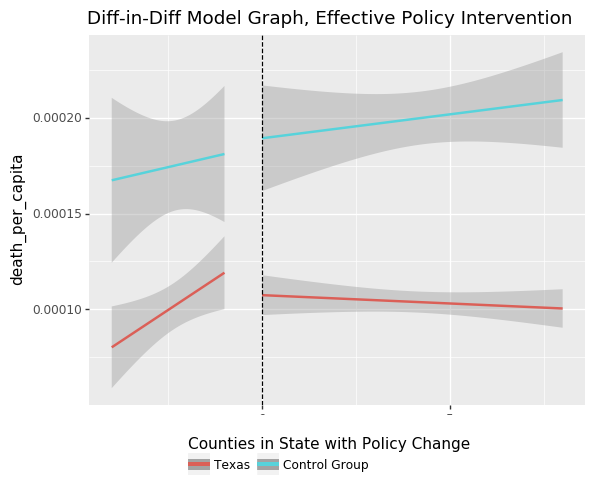 Diff-in-Diff Model Graph, Effective Policy Intervention
death_per_capita
0.00020
0.00015
0.00010
Counties in State with Policy Change
Texas
Control Group